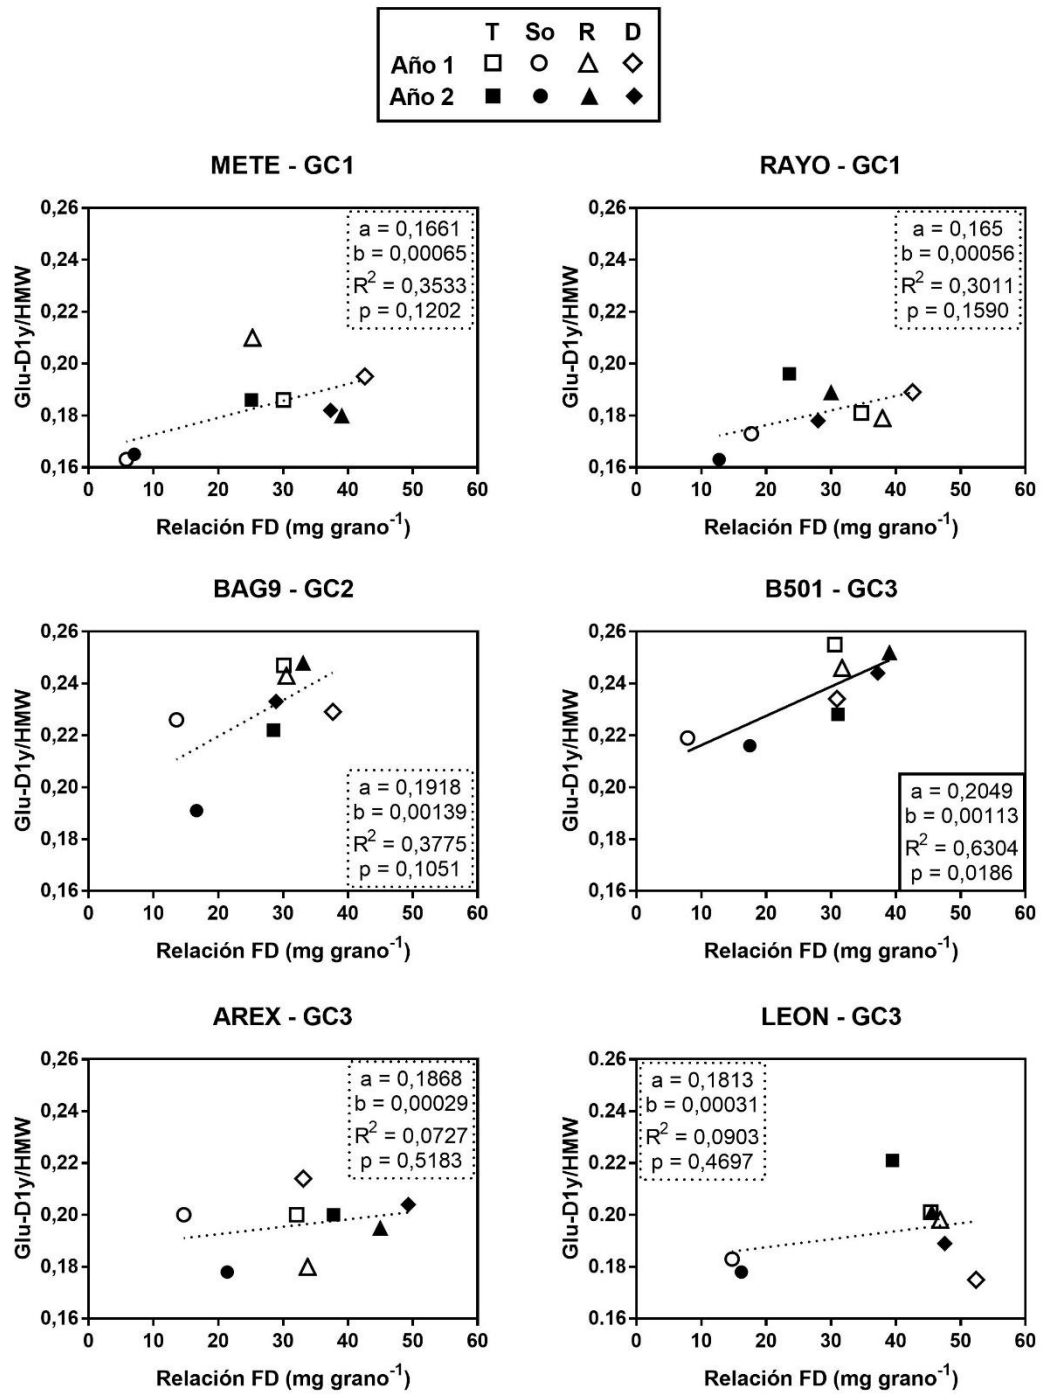 T So R D
Año 1
Año 2
METE - GC1
0,26
0,24
0,22
0,20
0,18
0,16
Glu-D1y/HMW
a = 0,1661
b = 0,00065
R² = 0,3533
p = 0,1202
0 10 20 30 40 50 60
Relación FD (mg grano⁻¹)
RAYO - GC1
0,26
0,24
0,22
0,20
0,18
0,16
Glu-D1y/HMW
a = 0,165
b = 0,00056
R² = 0,3011
p = 0,1590
0 10 20 30 40 50 60
Relación FD (mg grano⁻¹)
BAG9 - GC2
0,26
0,24
0,22
0,20
0,18
0,16
Glu-D1y/HMW
a = 0,1918
b = 0,00139
R² = 0,3775
p = 0,1051
0 10 20 30 40 50 60
Relación FD (mg grano⁻¹)
B501 - GC3
0,26
0,24
0,22
0,20
0,18
0,16
Glu-D1y/HMW
a = 0,2049
b = 0,00113
R² = 0,6304
p = 0,0186
0 10 20 30 40 50 60
Relación FD (mg grano⁻¹)
AREX - GC3
0,26
0,24
0,22
0,20
0,18
0,16
Glu-D1y/HMW
a = 0,1868
b = 0,00029
R² = 0,0727
p = 0,5183
0 10 20 30 40 50 60
Relación FD (mg grano⁻¹)
LEON - GC3
0.26
0.24
0.22
0.20
0.18
0.16
Glu-D1y/HMW
a = 0,1813
b = 0,00031
R² = 0,0903
p = 0,4697
0 10 20 30 40 50 60
Relación FD (mg grano⁻¹)